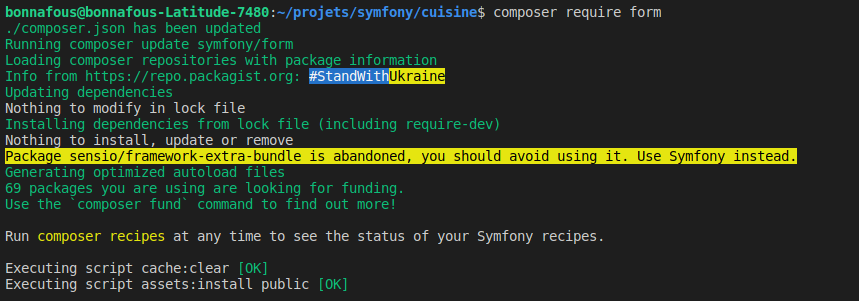 bonnafous@bonnafous-Latitude-7480:~/projets/symfony/cuisine$ composer require form
./composer.json has been updated
Running composer update symfony/form
Loading composer repositories with package information
Info from https://repo.packagist.org: #StandWithUkraine
Updating dependencies
Nothing to modify in lock file
Installing dependencies from lock file (including require-dev)
Nothing to install, update or remove
Package sensio/framework-extra-bundle is abandoned, you should avoid using it. Use Symfony instead.
Generating optimized autoload files
69 packages you are using are looking for funding.
Use the `composer fund` command to find out more!
Run composer recipes at any time to see the status of your Symfony recipes.
Executing script cache:clear [OK]
Executing script assets:install public [OK]